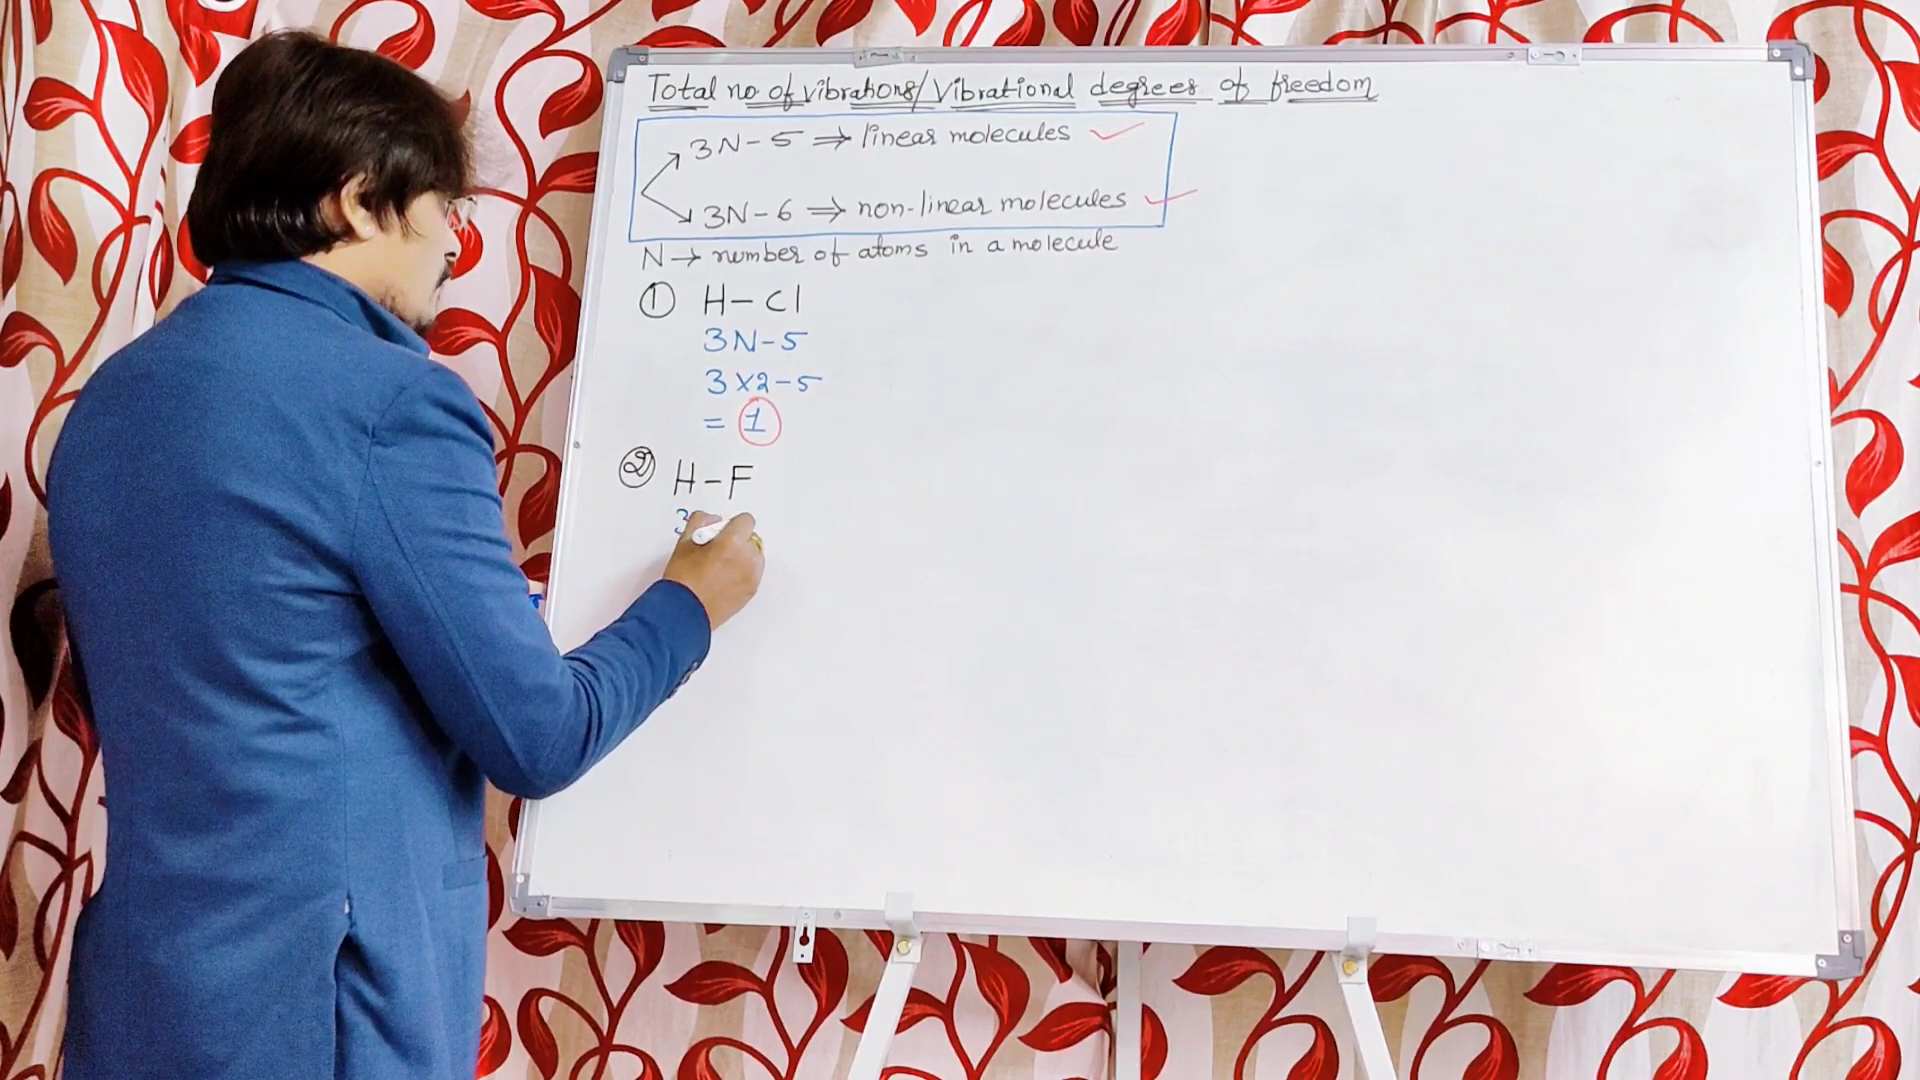 Total no of vibrations/Vibrational degrees of freedom
3N-5 ⇒ linear molecules ✓
3N-6 ⇒ non-linear molecules ✓
N → number of atoms in a molecule
① H-Cl
3N-5
3×2-5
= 1
② H-F
3